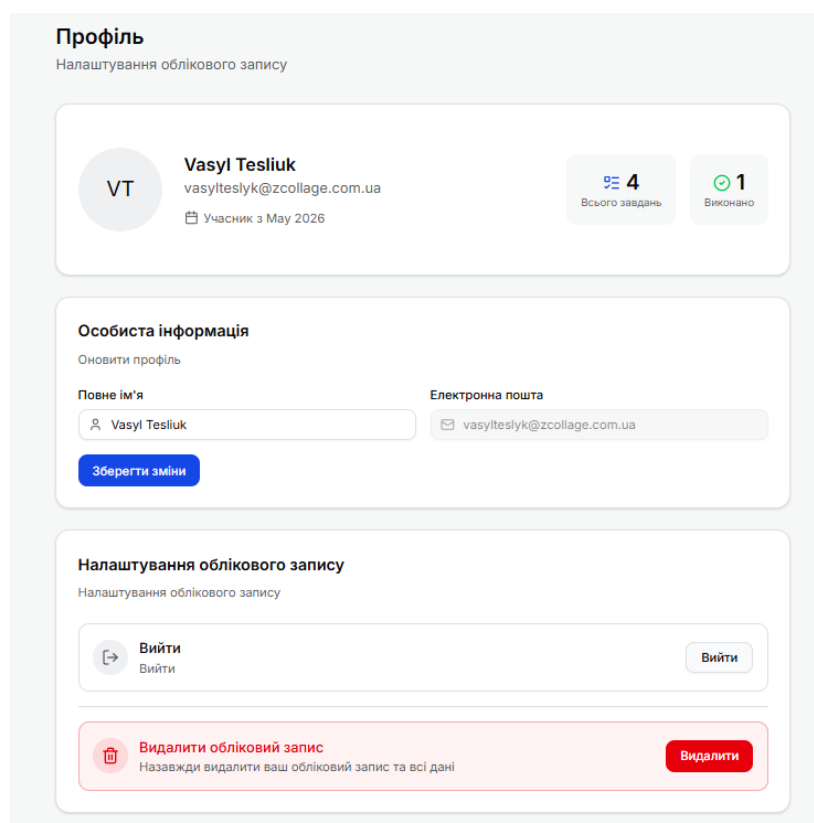 Профіль
Налаштування облікового запису
VT
Vasyl Tesliuk
vasylteslyk@zcollage.com.ua
Учасник з May 2026
4
Всього завдань
1
Виконано
Особиста інформація
Оновити профіль
Повне ім'я
Електронна пошта
Vasyl Tesliuk
vasylteslyk@zcollage.com.ua
Зберегти зміни
Налаштування облікового запису
Налаштування облікового запису
Вийти
Вийти
Вийти
Видалити обліковий запис
Назавжди видалити ваш обліковий запис та всі дані
Видалити